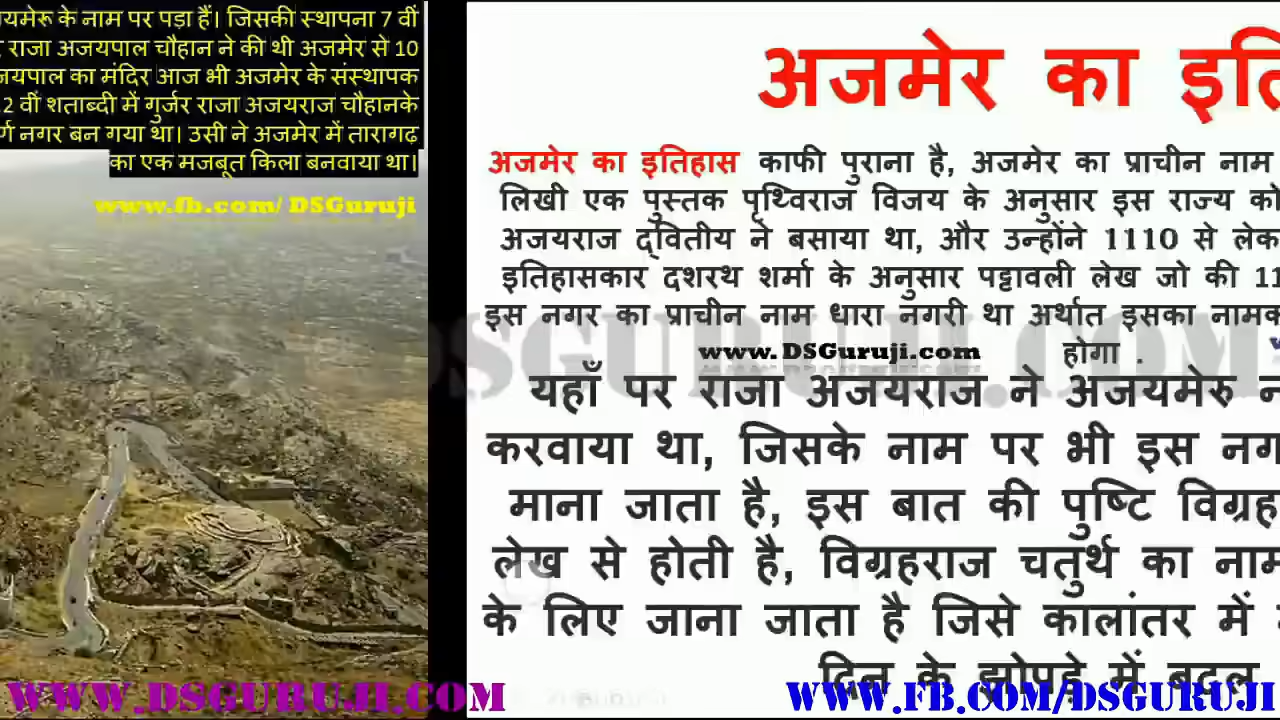 यमेरू के नाम पर पड़ा हैं। जिसकी स्थापना 7 वीं
राजा अजयपाल चौहान ने की थी अजमेर से 10
जयपाल का मंदिर आज भी अजमेर के संस्थापक
2 वीं शताब्दी में गुर्जर राजा अजयराज चौहानके
र्ण नगर बन गया था। उसी ने अजमेर में तारागढ़
का एक मजबूत किला बनवाया था।
www.fb.com/ DSGuruji
अजमेर का इति
अजमेर का इतिहास काफी पुराना है, अजमेर का प्राचीन नाम
लिखी एक पुस्तक पृथ्विराज विजय के अनुसार इस राज्य को
अजयराज द्वितीय ने बसाया था, और उन्होंने 1110 से लेक
इतिहासकार दशरथ शर्मा के अनुसार पट्टावली लेख जो की 11
इस नगर का प्राचीन नाम धारा नगरी था अर्थात इसका नामक
www.DSGuruji.com होगा .
DSGURUJI.COM
यहाँ पर राजा अजयराज ने अजयमेरु न
करवाया था, जिसके नाम पर भी इस नग
माना जाता है, इस बात की पुष्टि विग्रह
लेख से होती है, विग्रहराज चतुर्थ का नाम
के लिए जाना जाता है जिसे कालांतर में
दिन के झोपड़े में बदल
WWW.DSGURUJI.COM
WWW.FB.COM/DSGURUJI